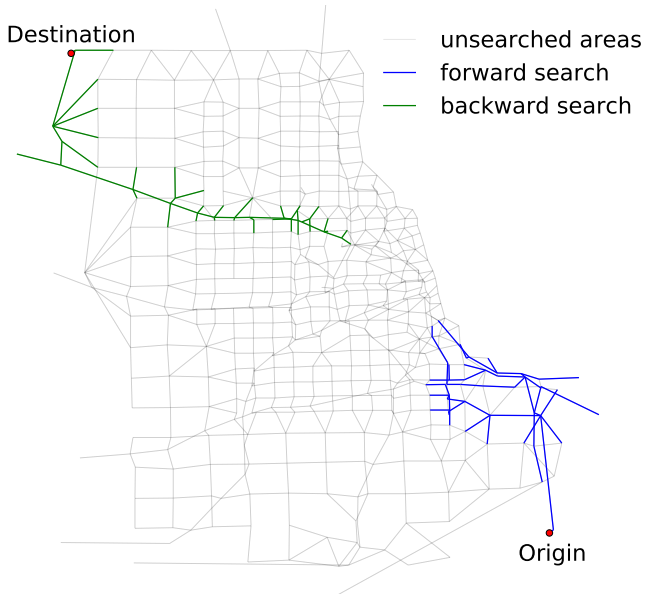 Destination
unsearched areas
forward search
backward search
Origin